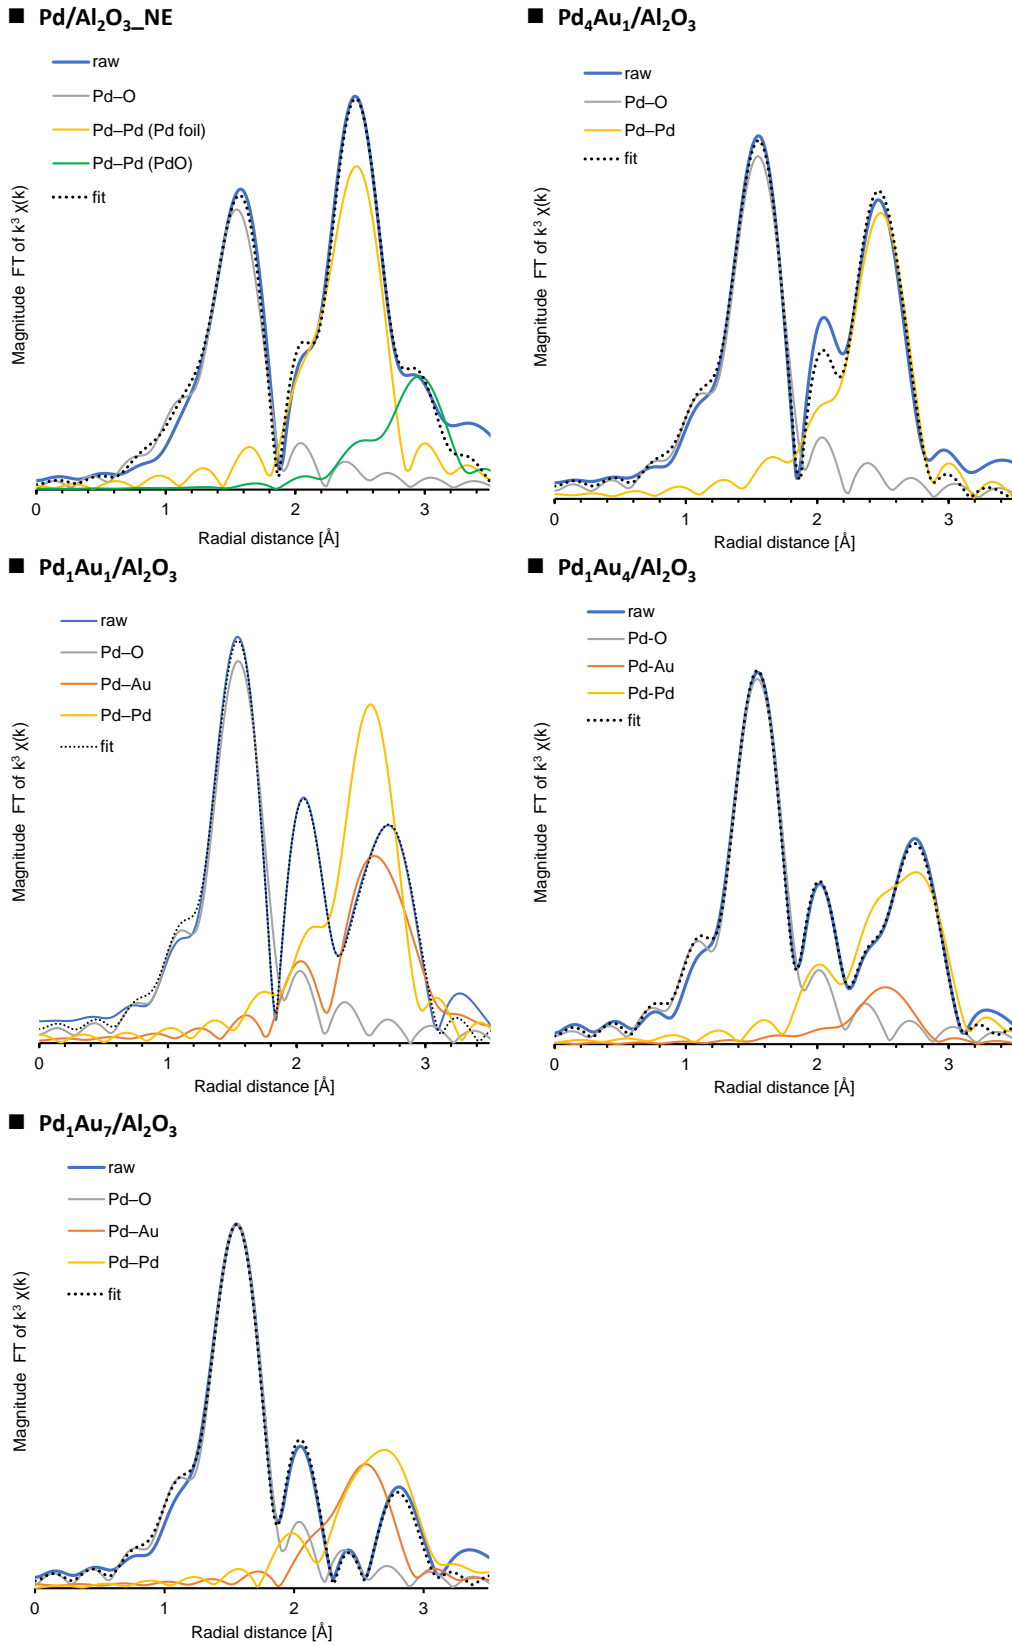 ■ Pd/Al₂O₃_NE
raw
Pd–O
Pd–Pd (Pd foil)
Pd–Pd (PdO)
fit
Magnitude FT of k³ χ(k)
0 1 2 3
Radial distance [Å]
■ Pd₄Au₁/Al₂O₃
raw
Pd–O
Pd–Pd
fit
Magnitude FT of k³ χ(k)
0 1 2 3
Radial distance [Å]
■ Pd₁Au₁/Al₂O₃
raw
Pd–O
Pd–Au
Pd–Pd
fit
Magnitude FT of k³ χ(k)
0 1 2 3
Radial distance [Å]
■ Pd₁Au₄/Al₂O₃
raw
Pd-O
Pd-Au
Pd-Pd
fit
Magnitude FT of k³ χ(k)
0 1 2 3
Radial distance [Å]
■ Pd₁Au₇/Al₂O₃
raw
Pd–O
Pd–Au
Pd–Pd
fit
Magnitude FT of k³ χ(k)
0 1 2 3
Radial distance [Å]